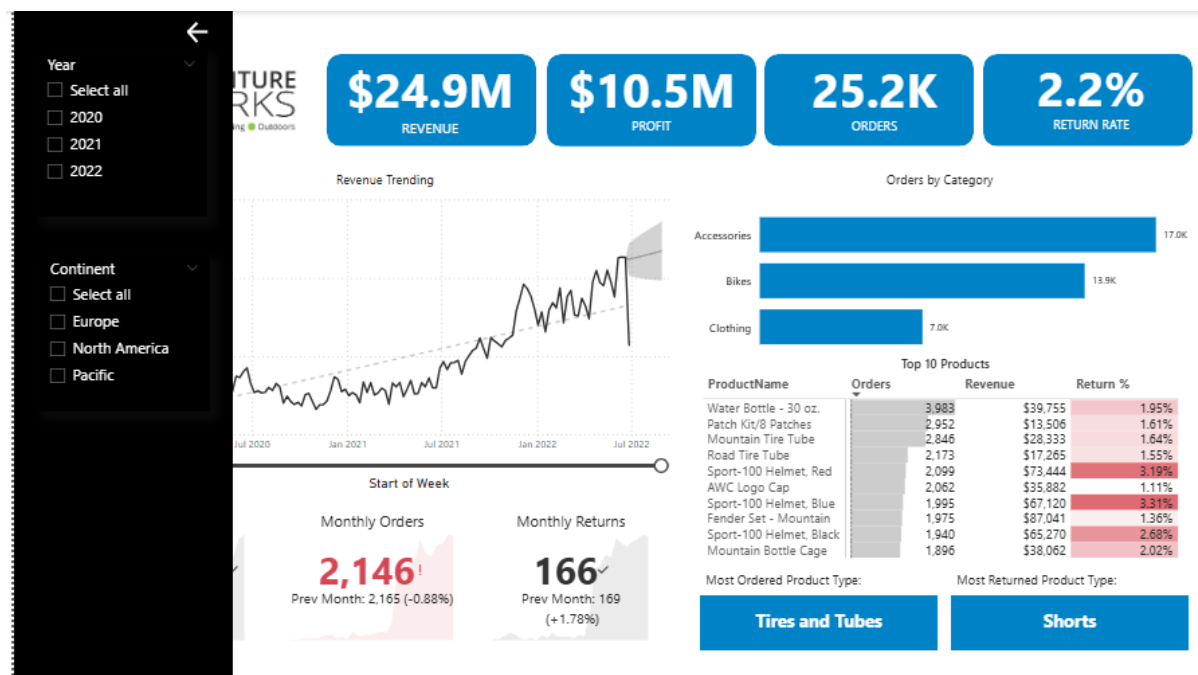 Year
Select all
2020
2021
2022
Continent
Select all
Europe
North America
Pacific
TURE
RKS
ing Outdoors
$24.9M
REVENUE
$10.5M
PROFIT
25.2K
ORDERS
2.2%
RETURN RATE
Revenue Trending
Jul 2020 Jan 2021 Jul 2021 Jan 2022 Jul 2022
Start of Week
Orders by Category
Accessories 17.0K
Bikes 13.9K
Clothing 7.0K
Top 10 Products
ProductName Orders Revenue Return %
Water Bottle - 30 oz. 3,983 $39,755 1.95%
Patch Kit/8 Patches 2,952 $13,506 1.61%
Mountain Tire Tube 2,846 $28,333 1.64%
Road Tire Tube 2,173 $17,265 1.55%
Sport-100 Helmet, Red 2,099 $73,444 3.19%
AWC Logo Cap 2,062 $35,882 1.11%
Sport-100 Helmet, Blue 1,995 $67,120 3.31%
Fender Set - Mountain 1,975 $87,041 1.36%
Sport-100 Helmet, Black 1,940 $65,270 2.68%
Mountain Bottle Cage 1,896 $38,062 2.02%
Monthly Orders
2,146!
Prev Month: 2,165 (-0.88%)
Monthly Returns
166
Prev Month: 169
(+1.78%)
Most Ordered Product Type:
Tires and Tubes
Most Returned Product Type:
Shorts